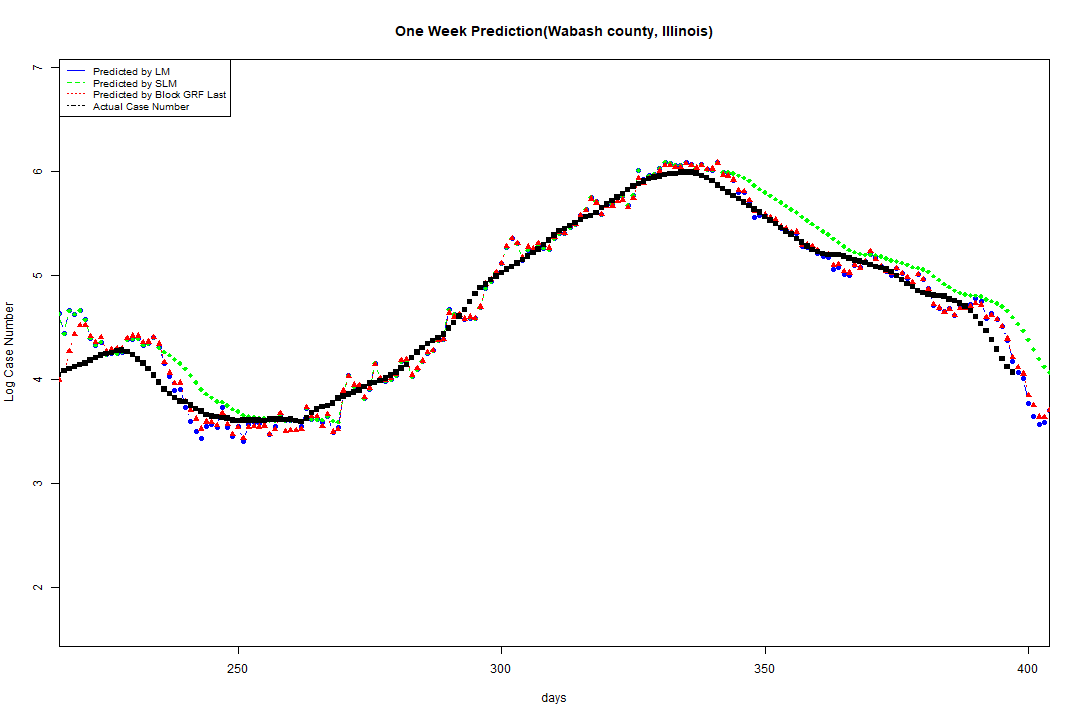 One Week Prediction(Wabash county, Illinois)
Predicted by LM
Predicted by SLM
Predicted by Block GRF Last
Actual Case Number
7
6
5
4
3
2
Log Case Number
250 300 350 400
days